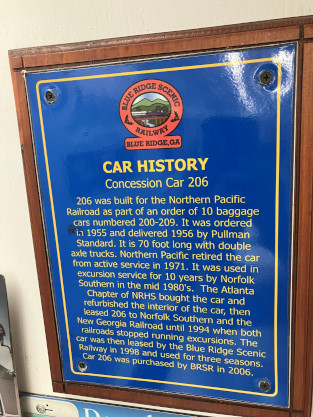 BLUE RIDGE SCENIC
RAILWAY
BLUE RIDGE, GA
CAR HISTORY
Concession Car 206
206 was built for the Northern Pacific
Railroad as part of an order of 10 baggage
cars numbered 200-209. It was ordered
in 1955 and delivered 1956 by Pullman
Standard. It is 70 foot long with double
axle trucks. Northern Pacific retired the car
from active service in 1971. It was used in
excursion service for 10 years by Norfolk
Southern in the mid 1980's. The Atlanta
Chapter of NRHS bought the car and
refurbished the interior of the car, then
leased 206 to Norfolk Southern and the
New Georgia Railroad until 1994 when both
railroads stopped running excursions. The
car was then leased by the Blue Ridge Scenic
Railway in 1998 and used for three seasons.
Car 206 was purchased by BRSR in 2006.